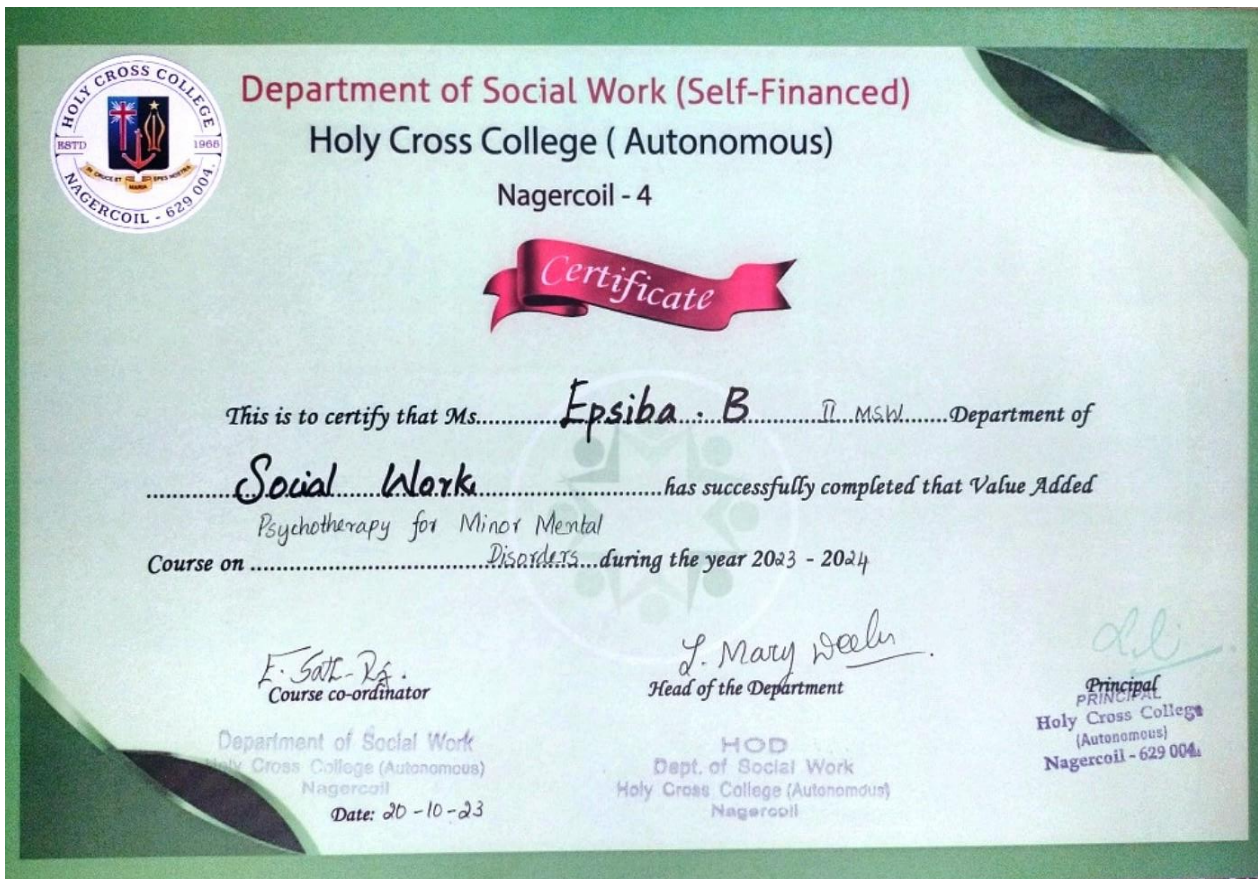 HOLY CROSS COLLEGE
ESTD 1965
NAGERCOIL - 629 004.
Department of Social Work (Self-Financed)
Holy Cross College ( Autonomous)
Nagercoil - 4
Certificate
This is to certify that Ms. Epsiba . B II MSW Department of
Social Work has successfully completed that Value Added
Psychotherapy for Minor Mental
Course on Disorders during the year 2023 - 2024
L. Mary
Course co-ordinator Head of the Department Principal
PRINCIPAL
Holy Cross College
(Autonomous)
Nagercoil - 629 004.
Department of Social Work
Holy Cross College (Autonomous)
Nagercoil
Date: 20 -10 -23
HOD
Dept. of Social Work
Holy Cross College (Autonomous)
Nagercoil